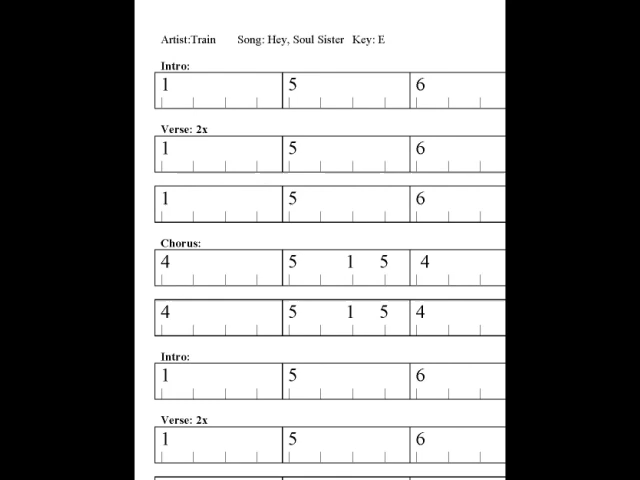 Artist:Train Song: Hey, Soul Sister Key: E
Intro:
1 5 6
Verse: 2x
1 5 6
1 5 6
Chorus:
4 5 1 5 4
4 5 1 5 4
Intro:
1 5 6
Verse: 2x
1 5 6